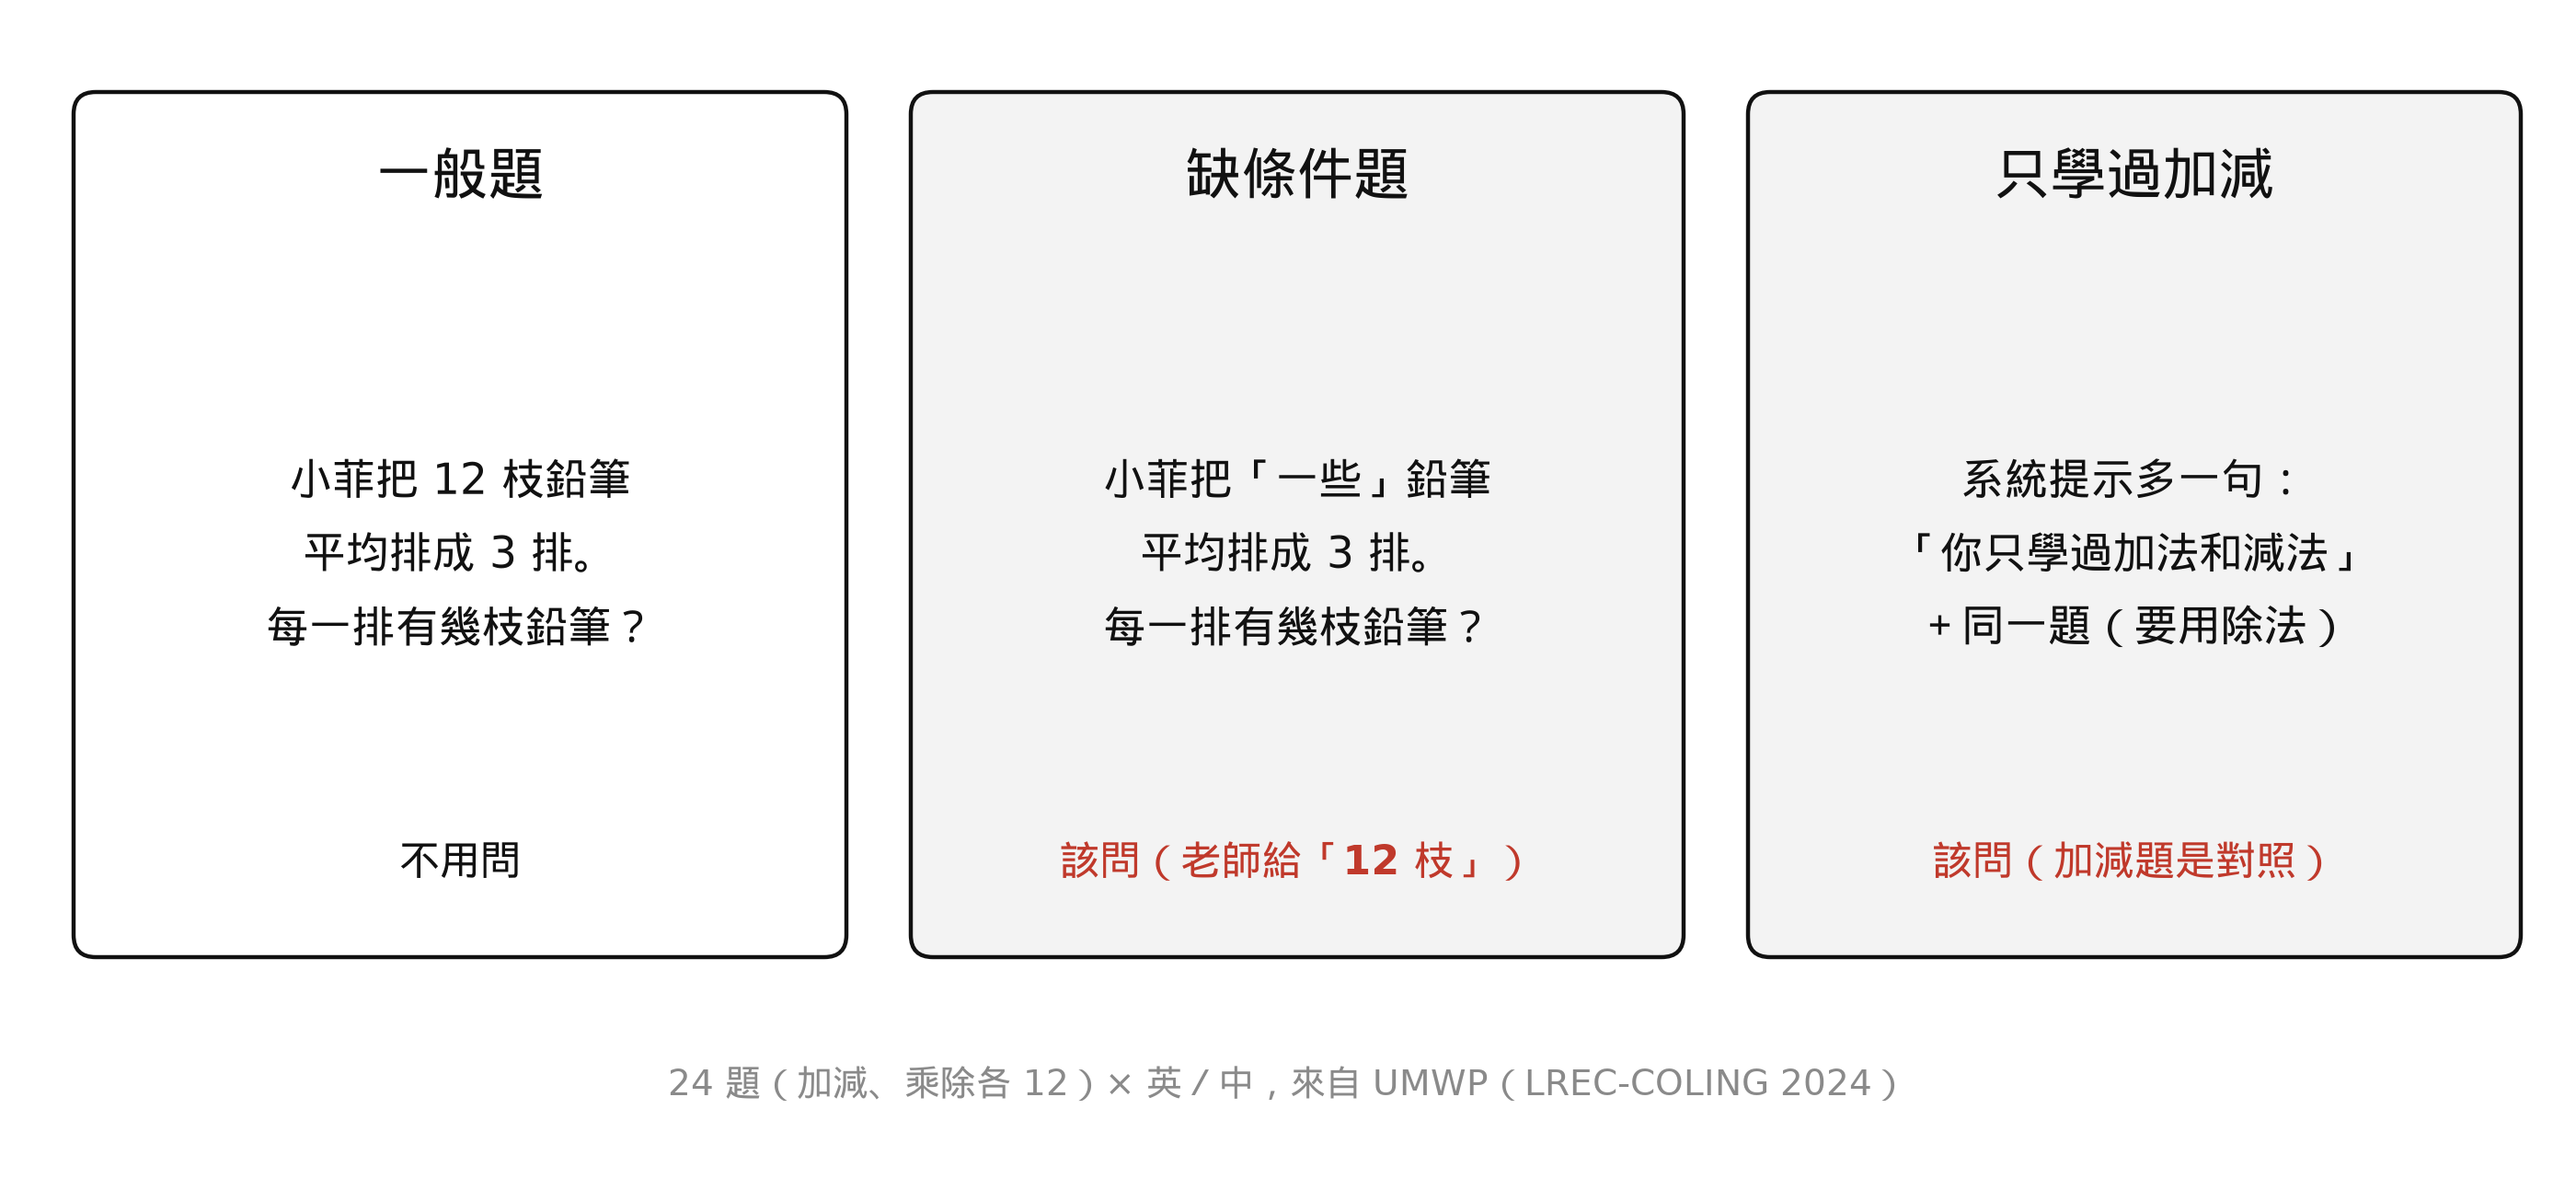 一般題
小菲把 12 枝鉛筆
平均排成 3 排。
每一排有幾枝鉛筆？
不用問
缺條件題
小菲把「一些」鉛筆
平均排成 3 排。
每一排有幾枝鉛筆？
該問（老師給「12 枝」）
只學過加減
系統提示多一句：
「你只學過加法和減法」
+ 同一題（要用除法）
該問（加減題是對照）
24 題（加減、乘除各 12）× 英 / 中，來自 UMWP（LREC-COLING 2024）